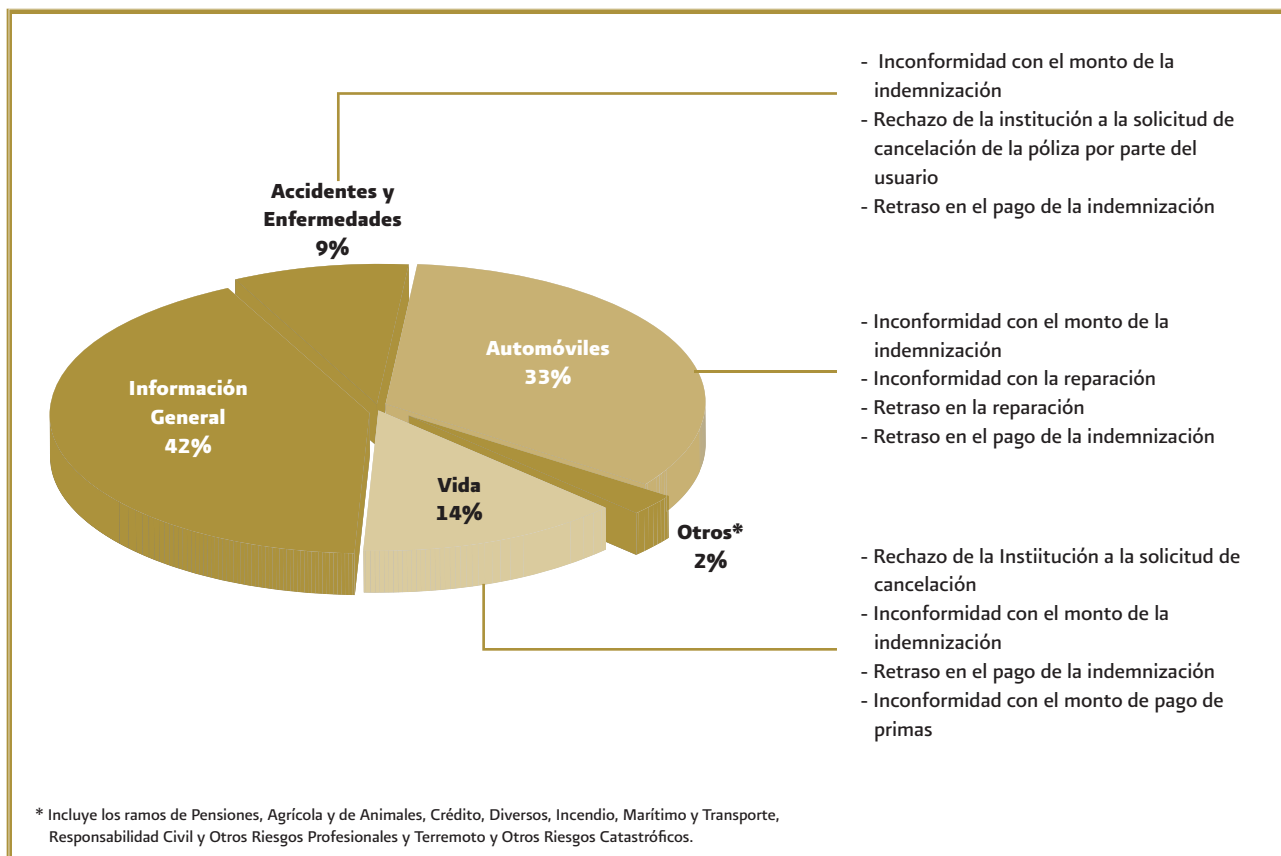 - Inconformidad con el monto de la
indemnización
- Rechazo de la institución a la solicitud de
cancelación de la póliza por parte del
usuario
- Retraso en el pago de la indemnización
Accidentes y
Enfermedades
9%
Automóviles
33%
- Inconformidad con el monto de la
indemnización
- Inconformidad con la reparación
- Retraso en la reparación
- Retraso en el pago de la indemnización
Información
General
42%
Vida
14%
Otros*
2%
- Rechazo de la Instiitución a la solicitud de
cancelación
- Inconformidad con el monto de la
indemnización
- Retraso en el pago de la indemnización
- Inconformidad con el monto de pago de
primas
* Incluye los ramos de Pensiones, Agrícola y de Animales, Crédito, Diversos, Incendio, Marítimo y Transporte,
Responsabilidad Civil y Otros Riesgos Profesionales y Terremoto y Otros Riesgos Catastróficos.